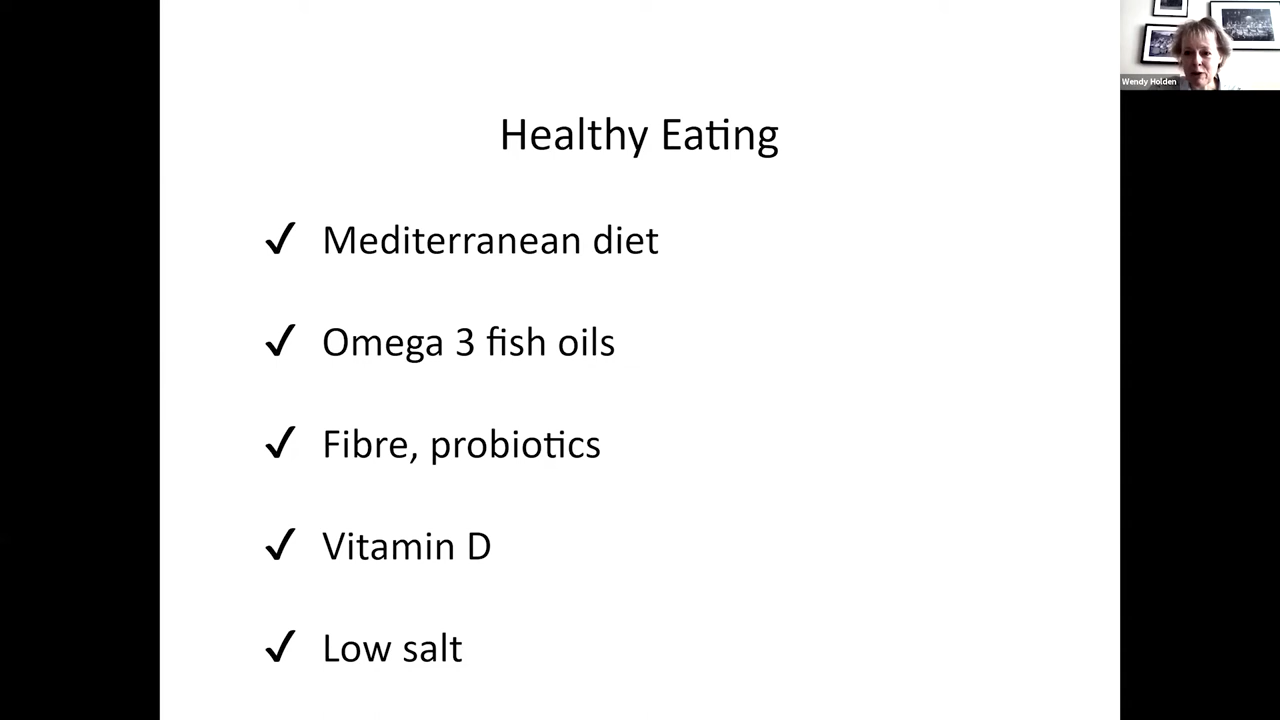 Healthy Eating
✓ Mediterranean diet
✓ Omega 3 fish oils
✓ Fibre, probiotics
✓ Vitamin D
✓ Low salt
Wendy Holden